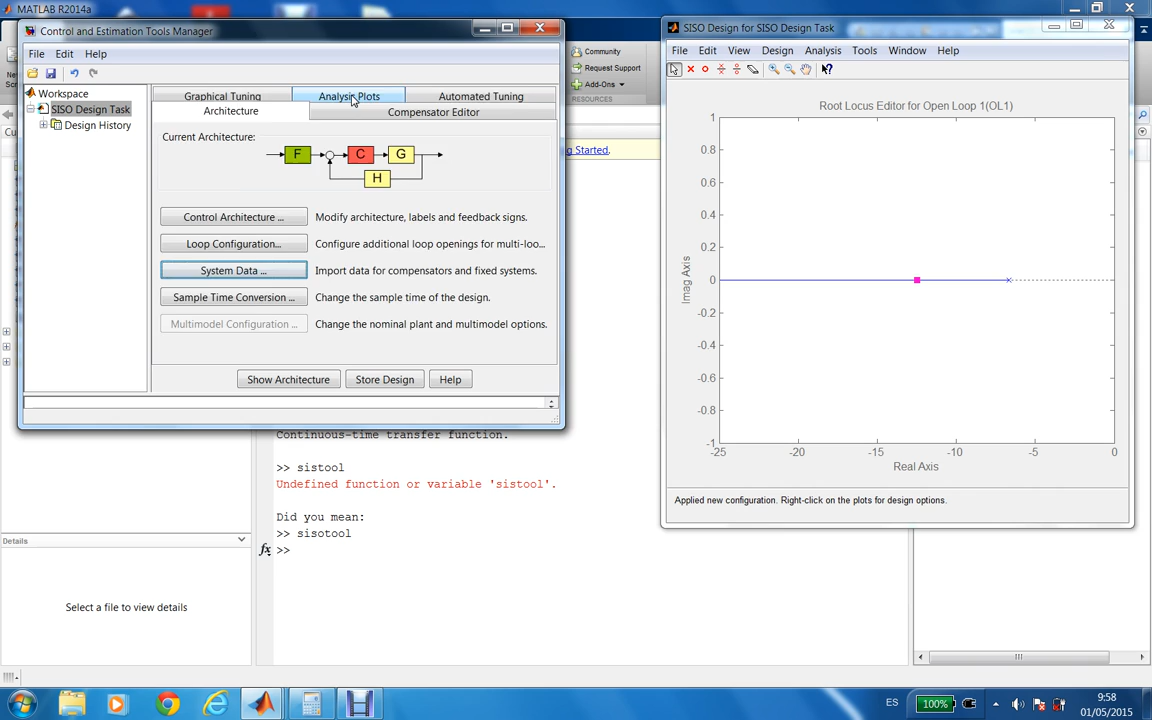 MATLAB R2014a
Control and Estimation Tools Manager
File Edit Help
Workspace
SISO Design Task
Design History
Graphical Tuning
Analysis Plots
Automated Tuning
Architecture
Compensator Editor
Current Architecture:
F
C
G
H
Control Architecture ...
Modify architecture, labels and feedback signs.
Loop Configuration...
Configure additional loop openings for multi-loo...
System Data ...
Import data for compensators and fixed systems.
Sample Time Conversion ...
Change the sample time of the design.
Multimodel Configuration ...
Change the nominal plant and multimodel options.
Show Architecture
Store Design
Help
Community
Request Support
Add-Ons
RESOURCES
g Started.
Continuous-time transfer function.
>> sistool
Undefined function or variable 'sistool'.
Did you mean:
>> sisotool
fx >>
Details
Select a file to view details
SISO Design for SISO Design Task
File Edit View Design Analysis Tools Window Help
Root Locus Editor for Open Loop 1(OL1)
1
0.8
0.6
0.4
0.2
0
-0.2
-0.4
-0.6
-0.8
-1
Imag Axis
-25 -20 -15 -10 -5 0
Real Axis
Applied new configuration. Right-click on the plots for design options.
ES
100%
9:58
01/05/2015